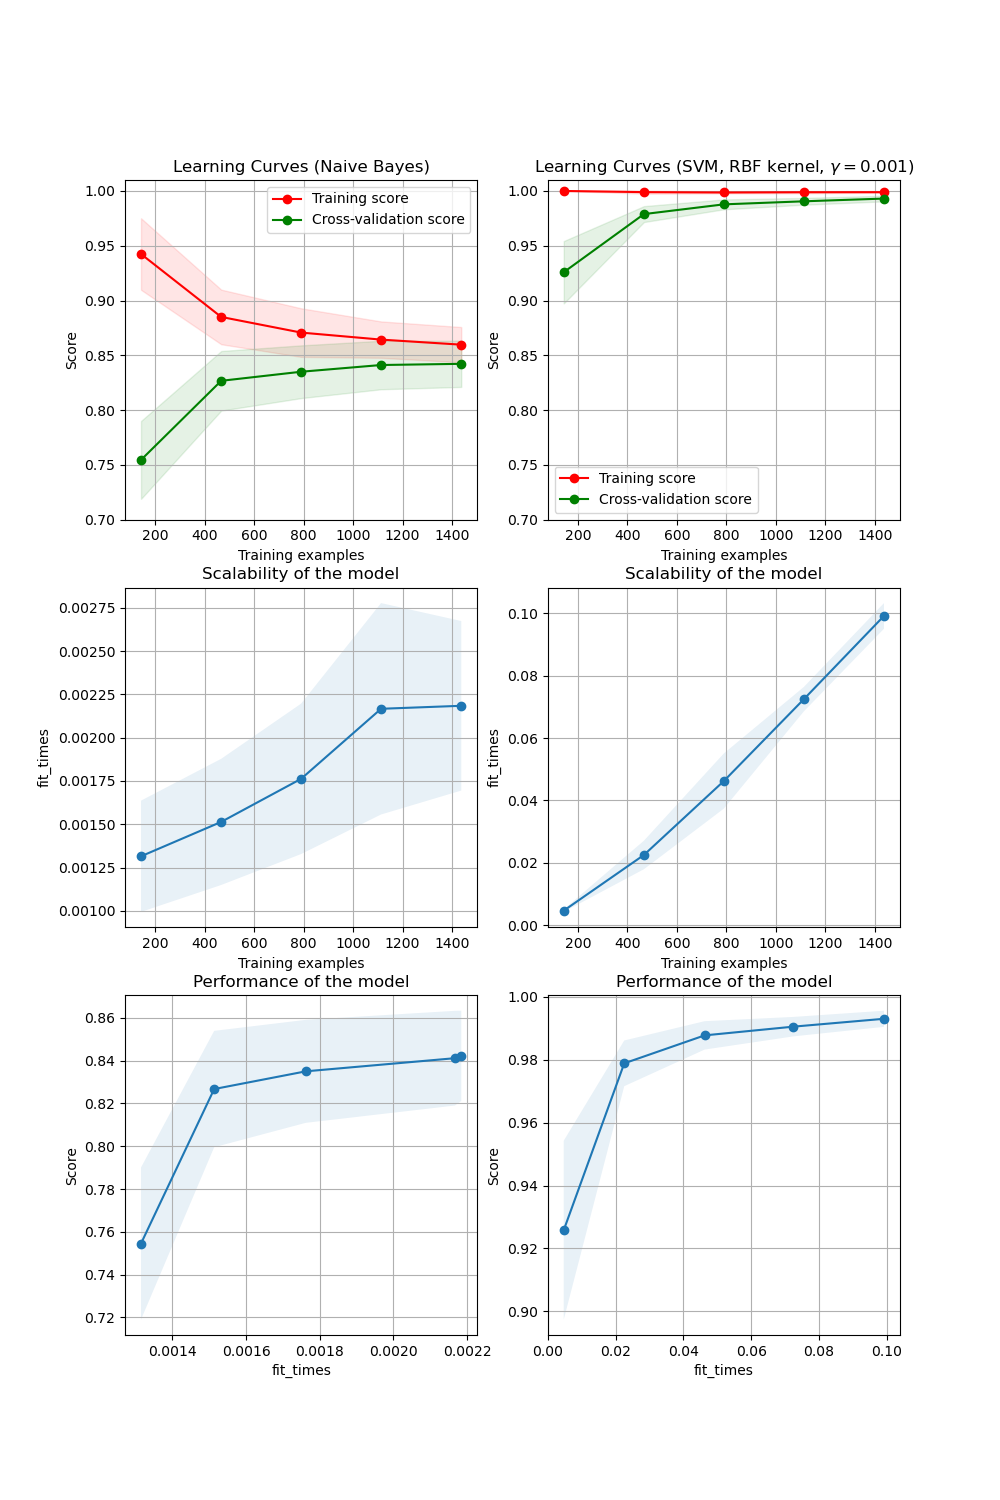 Learning Curves (Naive Bayes)
1.00
0.95
0.90
0.85
0.80
0.75
0.70
Score
Training score
Cross-validation score
200 400 600 800 1000 1200 1400
Training examples
Learning Curves (SVM, RBF kernel, γ = 0.001)
1.00
0.95
0.90
0.85
0.80
0.75
0.70
Score
Training score
Cross-validation score
200 400 600 800 1000 1200 1400
Training examples
Scalability of the model
0.00275
0.00250
0.00225
0.00200
0.00175
0.00150
0.00125
0.00100
fit_times
200 400 600 800 1000 1200 1400
Training examples
Scalability of the model
0.10
0.08
0.06
0.04
0.02
0.00
fit_times
200 400 600 800 1000 1200 1400
Training examples
Performance of the model
0.86
0.84
0.82
0.80
0.78
0.76
0.74
0.72
Score
0.0014 0.0016 0.0018 0.0020 0.0022
fit_times
Performance of the model
1.00
0.98
0.96
0.94
0.92
0.90
Score
0.00 0.02 0.04 0.06 0.08 0.10
fit_times